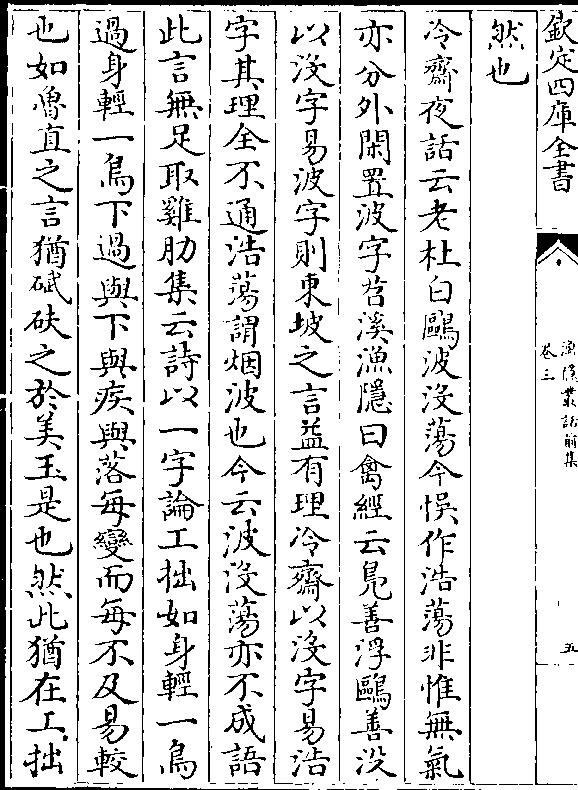 欽定四庫全書
漁隱叢話前集
卷三
五
然也
冷齋夜話云老杜白鷗波没蕩今悞作浩蕩非惟無氣
亦分外閑置波字苕溪漁隱曰禽經云鳬善浮鷗善没
以没字易波字則東坡之言益有理冷齋以没字易浩
字其理全不通浩蕩謂烟波也今云波没蕩亦不成語
此言無足取雞肋集云詩以一字論工拙如身輕一鳥
過身輕一鳥下過與下與疾與落每變而每不及易較
也如魯直之言猶碔砆之於美玉是也然此猶在工拙